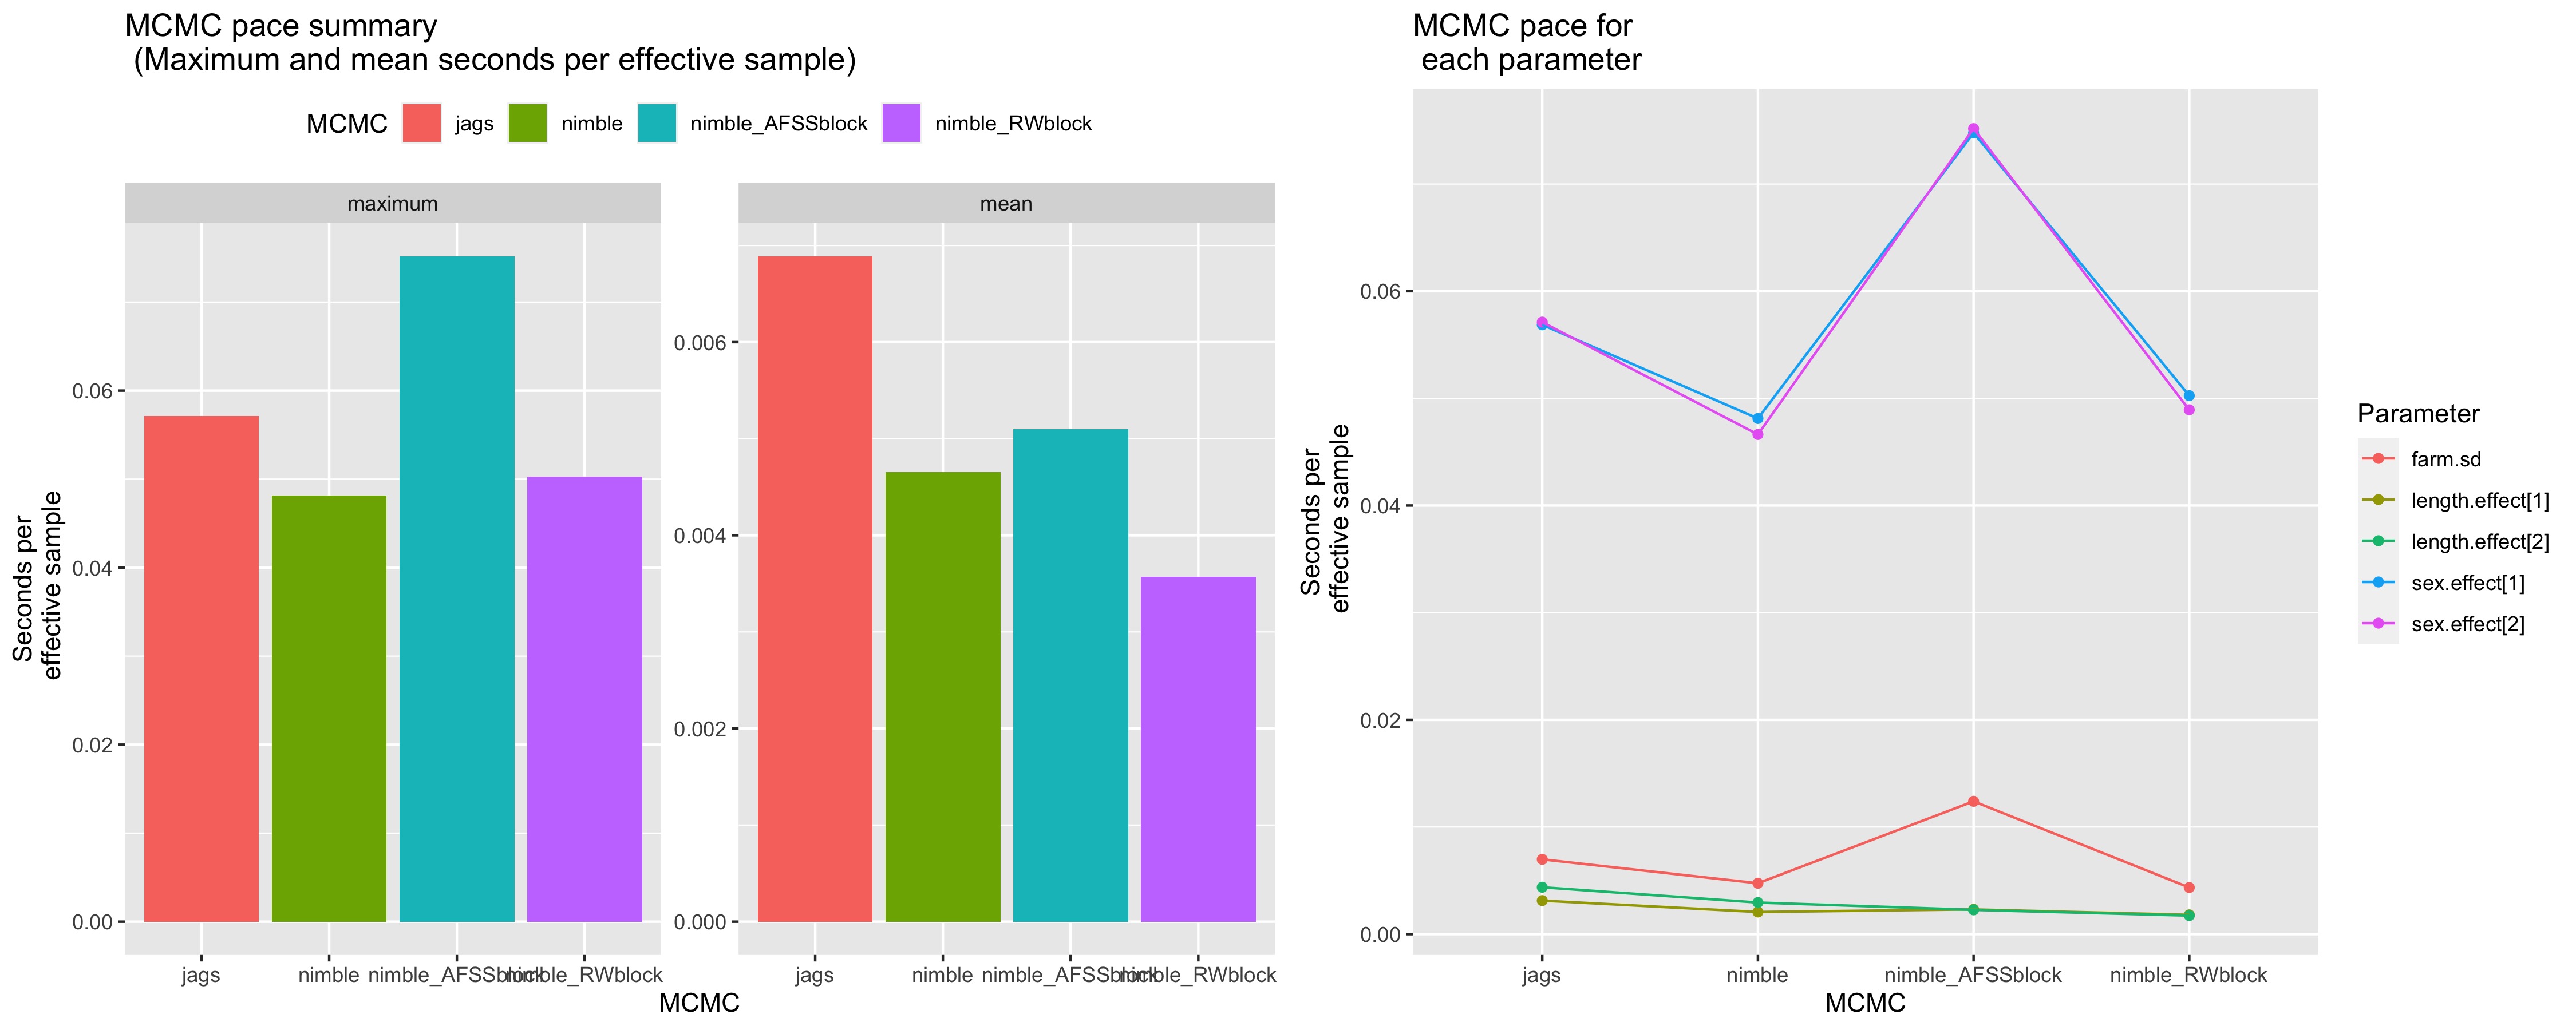 MCMC pace summary
(Maximum and mean seconds per effective sample)
MCMC jags nimble nimble_AFSSblock nimble_RWblock
maximum
mean
Seconds per
effective sample
0.06
0.04
0.02
0.00
0.006
0.004
0.002
0.000
jags nimble nimble_AFSSblock nimble_RWblock
jags nimble nimble_AFSSblock nimble_RWblock
MCMC
MCMC pace for
each parameter
Seconds per
effective sample
0.06
0.04
0.02
0.00
jags nimble nimble_AFSSblock nimble_RWblock
MCMC
Parameter
farm.sd
length.effect[1]
length.effect[2]
sex.effect[1]
sex.effect[2]